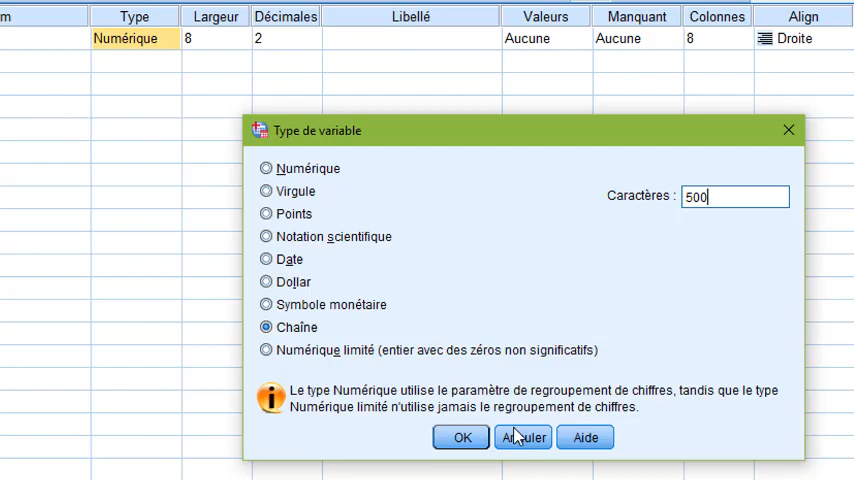 m Type Largeur Décimales Libellé Valeurs Manquant Colonnes Align
Numérique 8 2 Aucune Aucune 8 Droite
Type de variable
Numérique
Virgule
Caractères : 500
Points
Notation scientifique
Date
Dollar
Symbole monétaire
Chaîne
Numérique limité (entier avec des zéros non significatifs)
Le type Numérique utilise le paramètre de regroupement de chiffres, tandis que le type
Numérique limité n'utilise jamais le regroupement de chiffres.
OK Annuler Aide